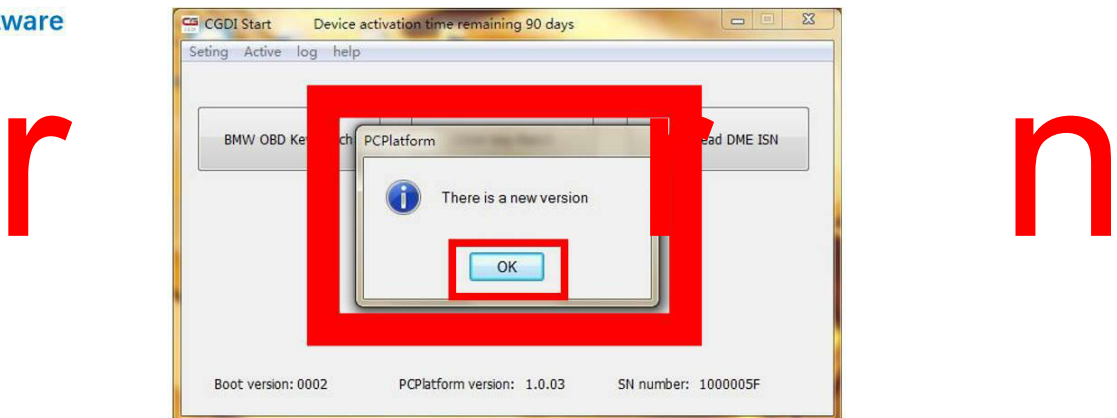 ware
CGDI Start Device activation time remaining 90 days
Seting Active log help
r r n
BMW OBD Ke ch ead DME ISN
PCPlatform
There is a new version
OK
Boot version: 0002 PCPlatform version: 1.0.03 SN number: 1000005F